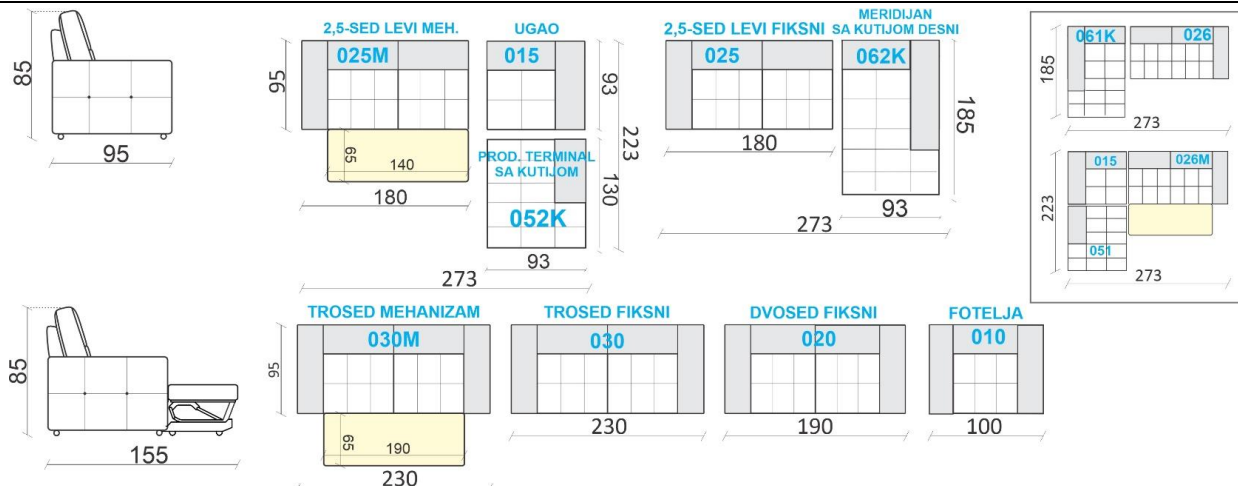 85
95
2,5-SED LEVI MEH.
025M
95
65
140
180
UGAO
015
93
223
PROD. TERMINAL
SA KUTIJOM
052K
130
93
273
2,5-SED LEVI FIKSNI
025
180
MERIDIJAN
SA KUTIJOM DESNI
062K
185
93
273
061K
026
185
273
015
026M
223
051
273
85
155
TROSED MEHANIZAM
030M
95
65
190
230
TROSED FIKSNI
030
230
DVOSED FIKSNI
020
190
FOTELJA
010
100